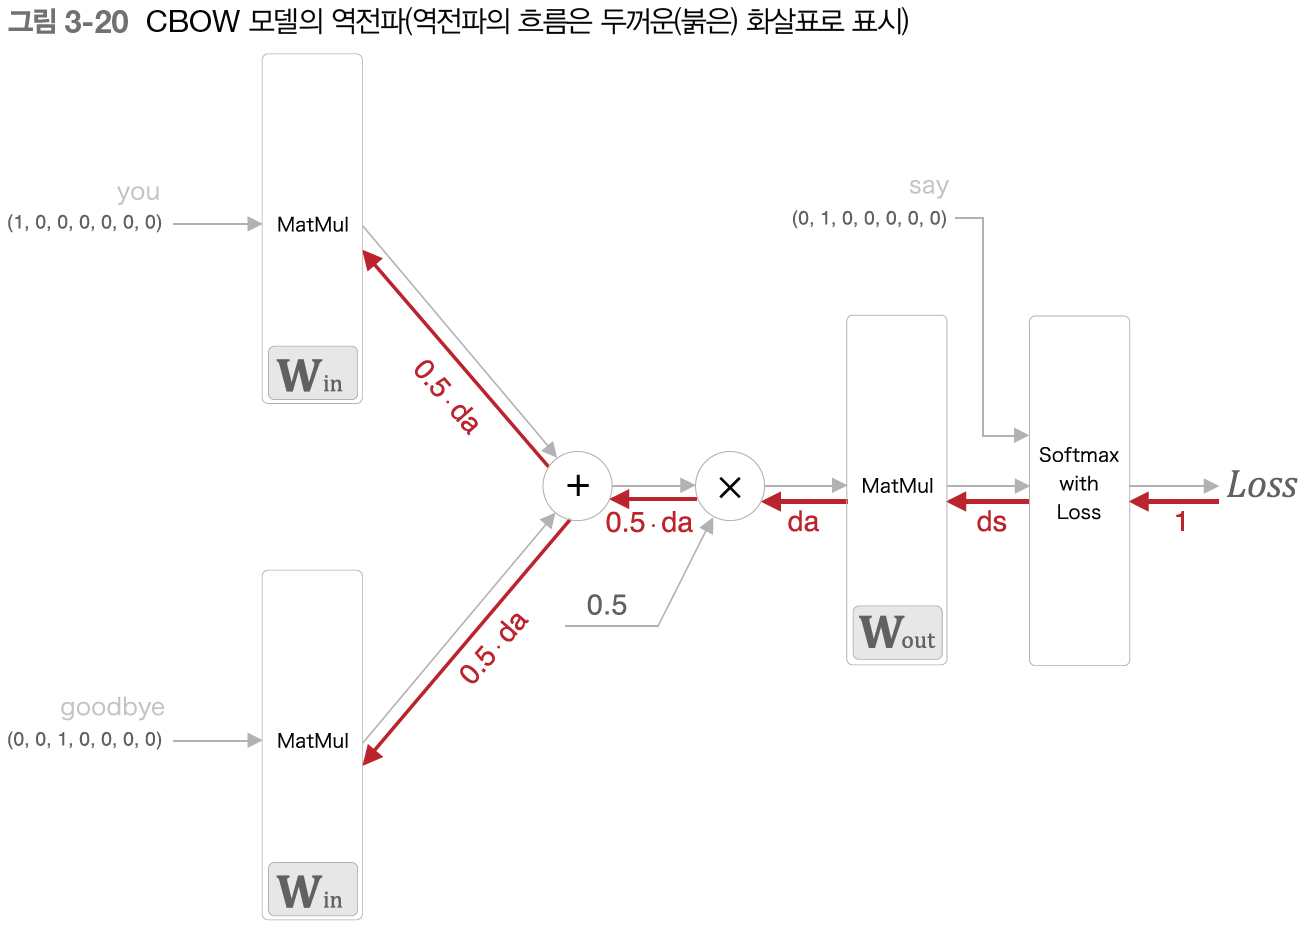 그림 3-20 CBOW 모델의 역전파(역전파의 흐름은 두꺼운(붉은) 화살표로 표시)
you
(1, 0, 0, 0, 0, 0, 0)
MatMul
W in
0.5 · da
say
(0, 1, 0, 0, 0, 0, 0)
+
0.5 · da
×
da
0.5
MatMul
W out
ds
Softmax
with
Loss
1
Loss
0.5 · da
goodbye
(0, 0, 1, 0, 0, 0, 0)
MatMul
W in